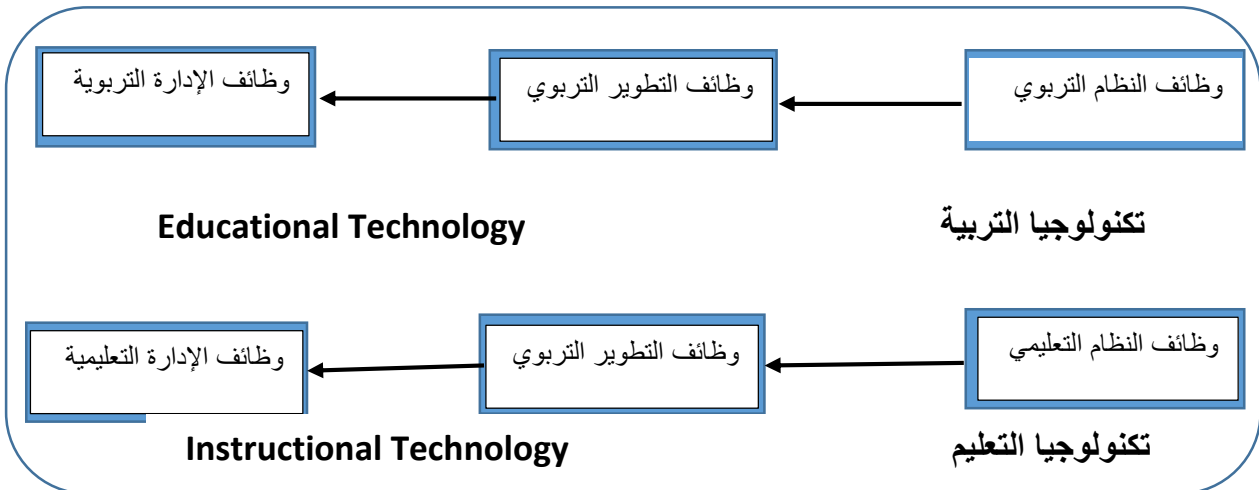 وظائف النظام التربوي
وظائف التطوير التربوي
وظائف الإدارة التربوية
تكنولوجيا التربية
Educational Technology
وظائف النظام التعليمي
وظائف التطوير التربوي
وظائف الإدارة التعليمية
تكنولوجيا التعليم
Instructional Technology